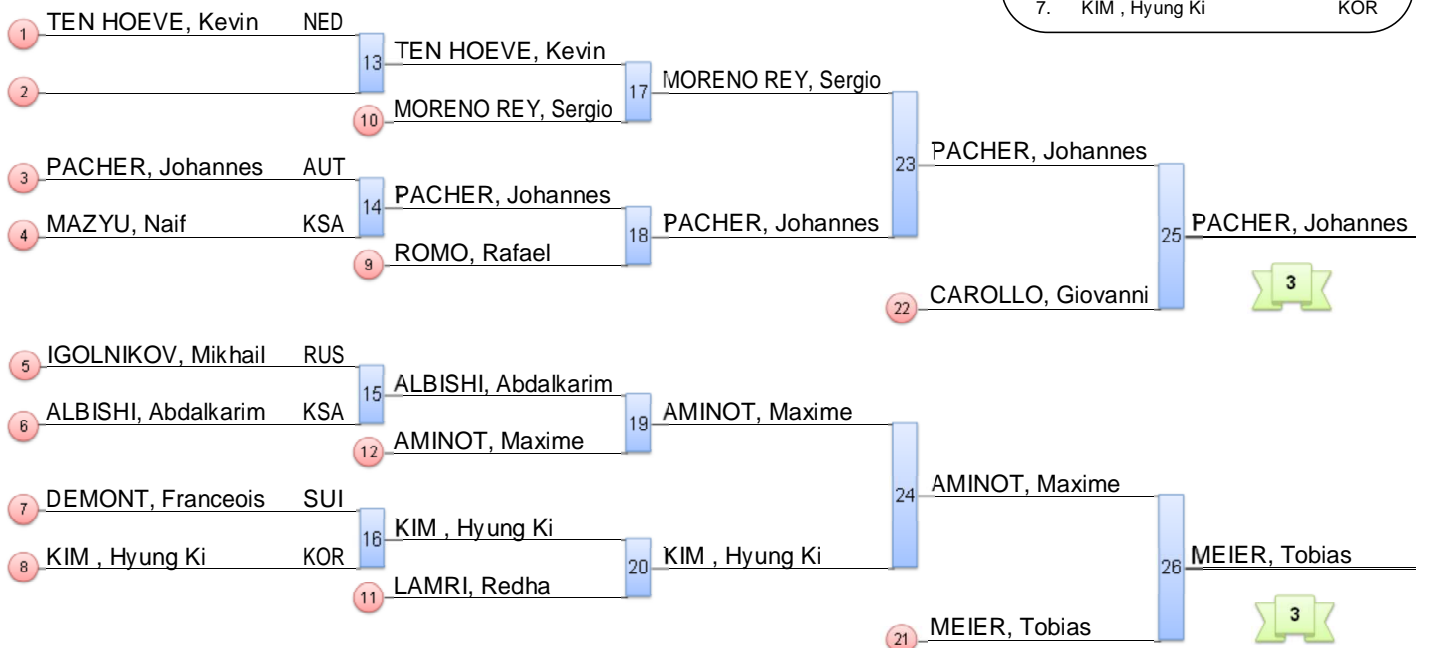 7. KIM , Hyung Ki KOR
1 TEN HOEVE, Kevin NED
13 TEN HOEVE, Kevin
17 MORENO REY, Sergio
2
10 MORENO REY, Sergio
23 PACHER, Johannes
3 PACHER, Johannes AUT
14 PACHER, Johannes
18 PACHER, Johannes
25 PACHER, Johannes
4 MAZYU, Naif KSA
9 ROMO, Rafael
3
22 CAROLLO, Giovanni
5 IGOLNIKOV, Mikhail RUS
15 ALBISHI, Abdalkarim
19 AMINOT, Maxime
6 ALBISHI, Abdalkarim KSA
12 AMINOT, Maxime
24 AMINOT, Maxime
7 DEMONT, Franceois SUI
16 KIM , Hyung Ki
20 KIM , Hyung Ki
26 MEIER, Tobias
8 KIM , Hyung Ki KOR
11 LAMRI, Redha
3
21 MEIER, Tobias